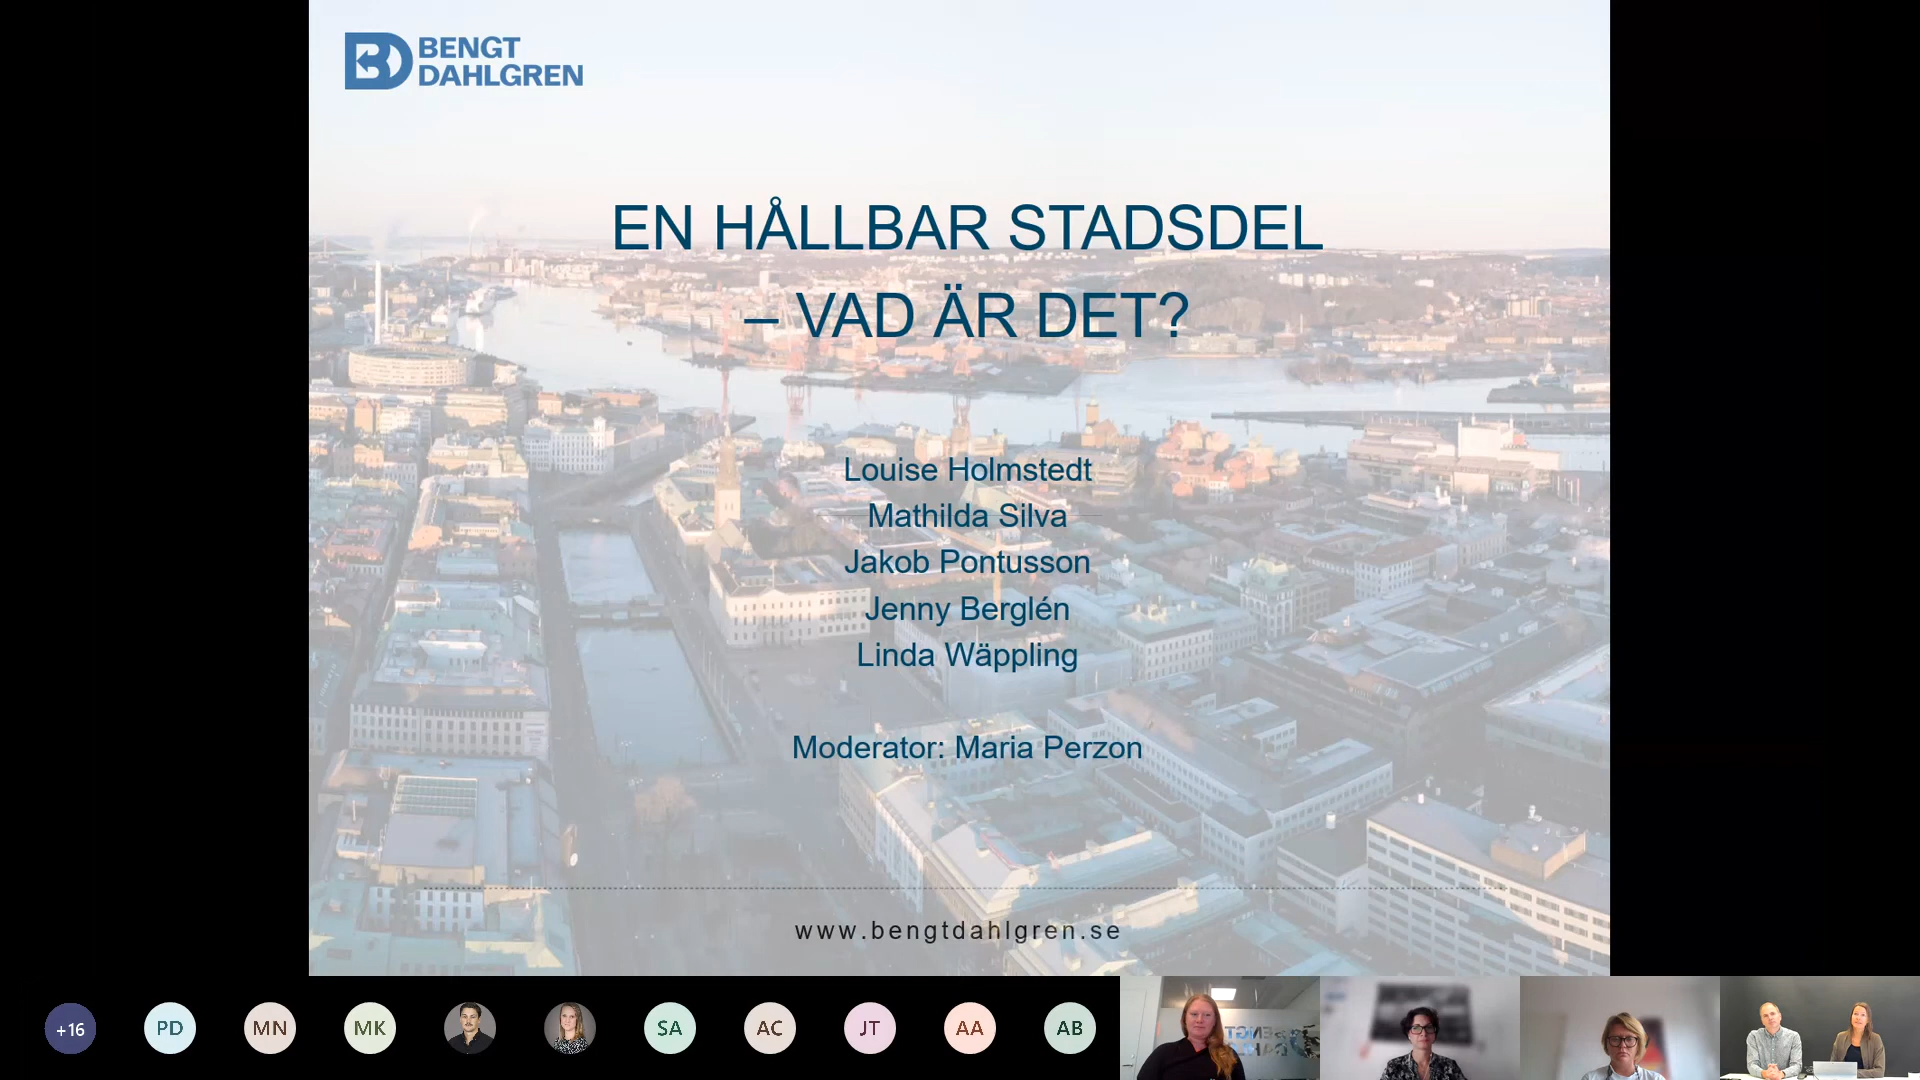 BENGT
DAHLGREN
EN HÅLLBAR STADSDEL
– VAD ÄR DET?
Louise Holmstedt
Mathilda Silva
Jakob Pontusson
Jenny Berglén
Linda Wäppling
Moderator: Maria Perzon
www.bengtdahlgren.se
+16
PD
MN
MK
SA
AC
JT
AA
AB